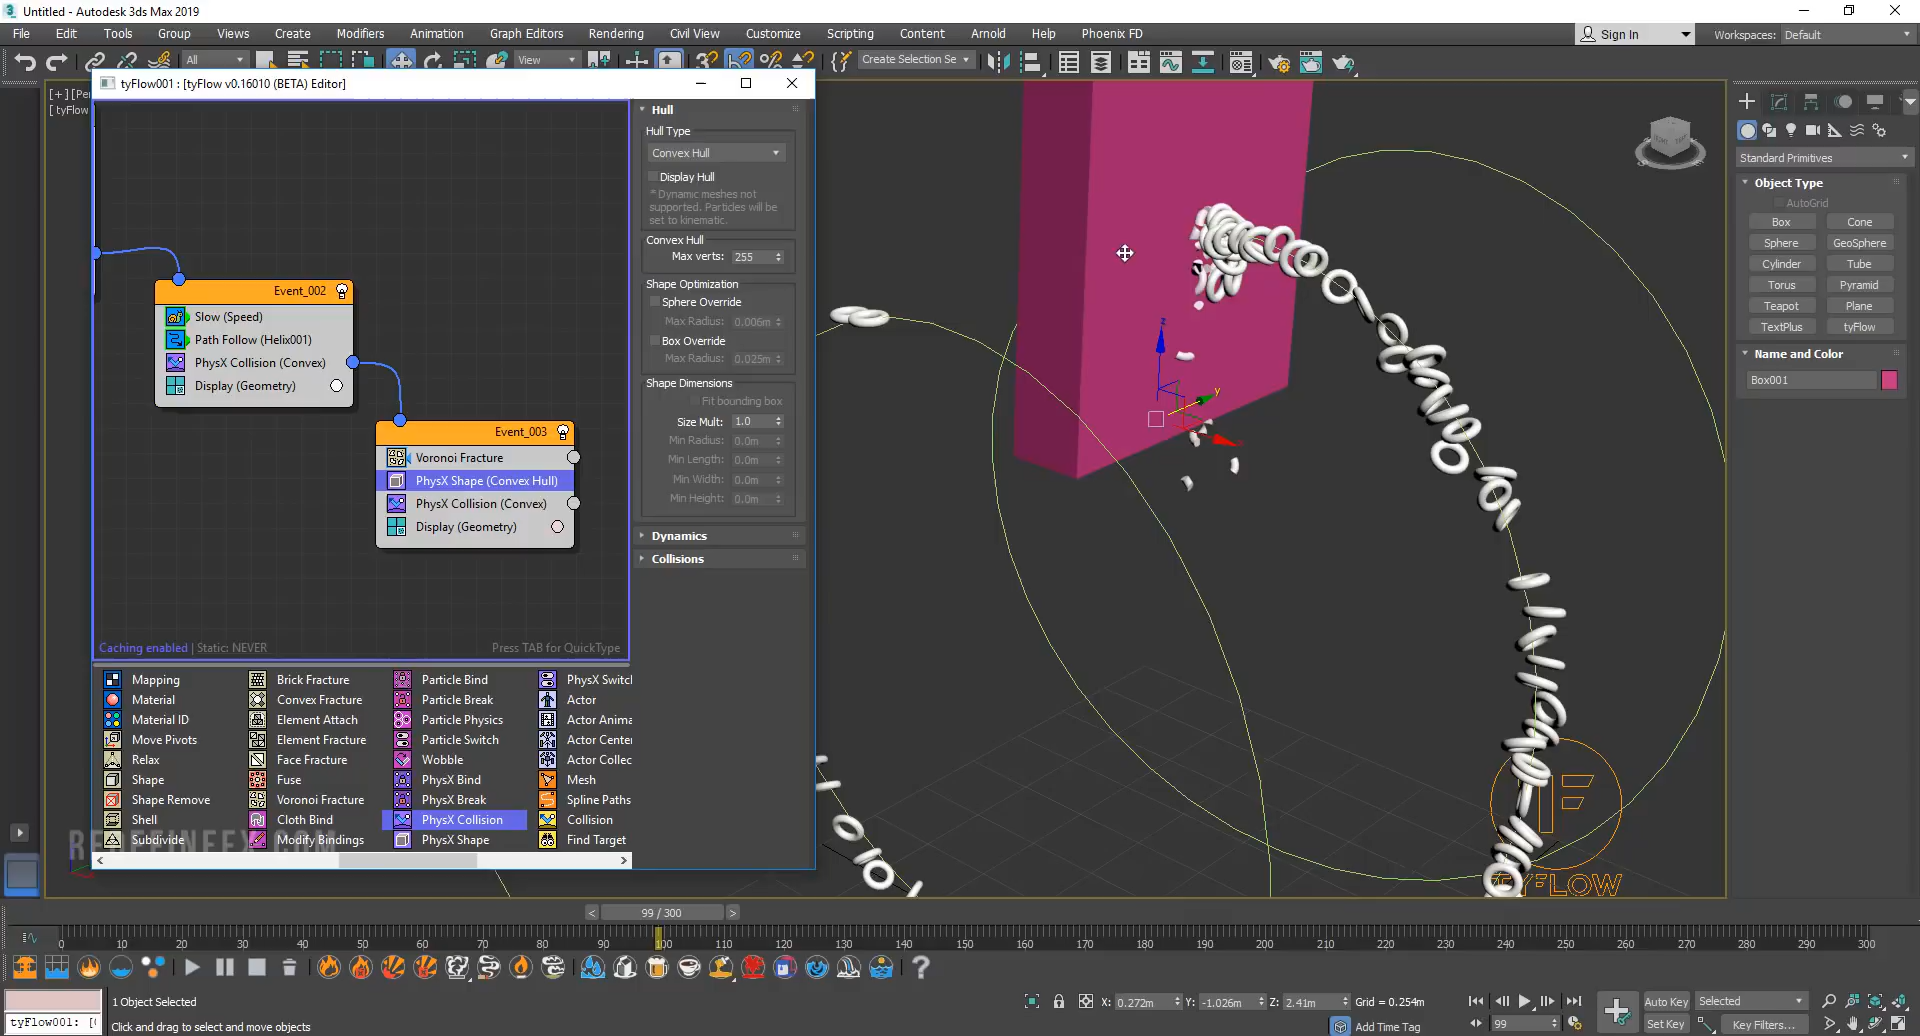 Untitled - Autodesk 3ds Max 2019
File Edit Tools Group Views Create Modifiers Animation Graph Editors Rendering Civil View Customize Scripting Content Arnold Help Phoenix FD Sign In Workspaces: Default
All View Create Selection Se
tyFlow001 : [tyFlow v0.16010 (BETA) Editor]
[+] [Pe
[ tyFlow
Event_002
Slow (Speed)
Path Follow (Helix001)
PhysX Collision (Convex)
Display (Geometry)
Event_003
Voronoi Fracture
PhysX Shape (Convex Hull)
PhysX Collision (Convex)
Display (Geometry)
Caching enabled | Static: NEVER Press TAB for QuickType
Hull
Hull Type
Convex Hull
Display Hull
* Dynamic meshes not
supported. Particles will be
set to kinematic.
Convex Hull
Max verts: 255
Shape Optimization
Sphere Override
Max Radius: 0.006m
Box Override
Max Radius: 0.025m
Shape Dimensions
Fit bounding box
Size Mult: 1.0
Min Radius: 0.0m
Min Length: 0.0m
Min Width: 0.0m
Min Height: 0.0m
Dynamics
Collisions
Mapping Brick Fracture Particle Bind PhysX Switch
Material Convex Fracture Particle Break Actor
Material ID Element Attach Particle Physics Actor Anima
Move Pivots Element Fracture Particle Switch Actor Center
Relax Face Fracture Wobble Actor Collec
Shape Fuse PhysX Bind Mesh
Shape Remove Voronoi Fracture PhysX Break Spline Paths
Shell Cloth Bind PhysX Collision Collision
Subdivide Modify Bindings PhysX Shape Find Target
REDEFINEFX.COM
z
y
x
TYFLOW
Standard Primitives
Object Type
AutoGrid
Box Cone
Sphere GeoSphere
Cylinder Tube
Torus Pyramid
Teapot Plane
TextPlus tyFlow
Name and Color
Box001
< 99 / 300 >
0 10 20 30 40 50 60 70 80 90 100 110 120 130 140 150 160 170 180 190 200 210 220 230 240 250 260 270 280 290 300
1 Object Selected
X: 0.272m Y: -1.026m Z: 2.41m Grid = 0.254m
Auto Key Selected
tyFlow001: [
Click and drag to select and move objects
Add Time Tag
99
Set Key Key Filters...